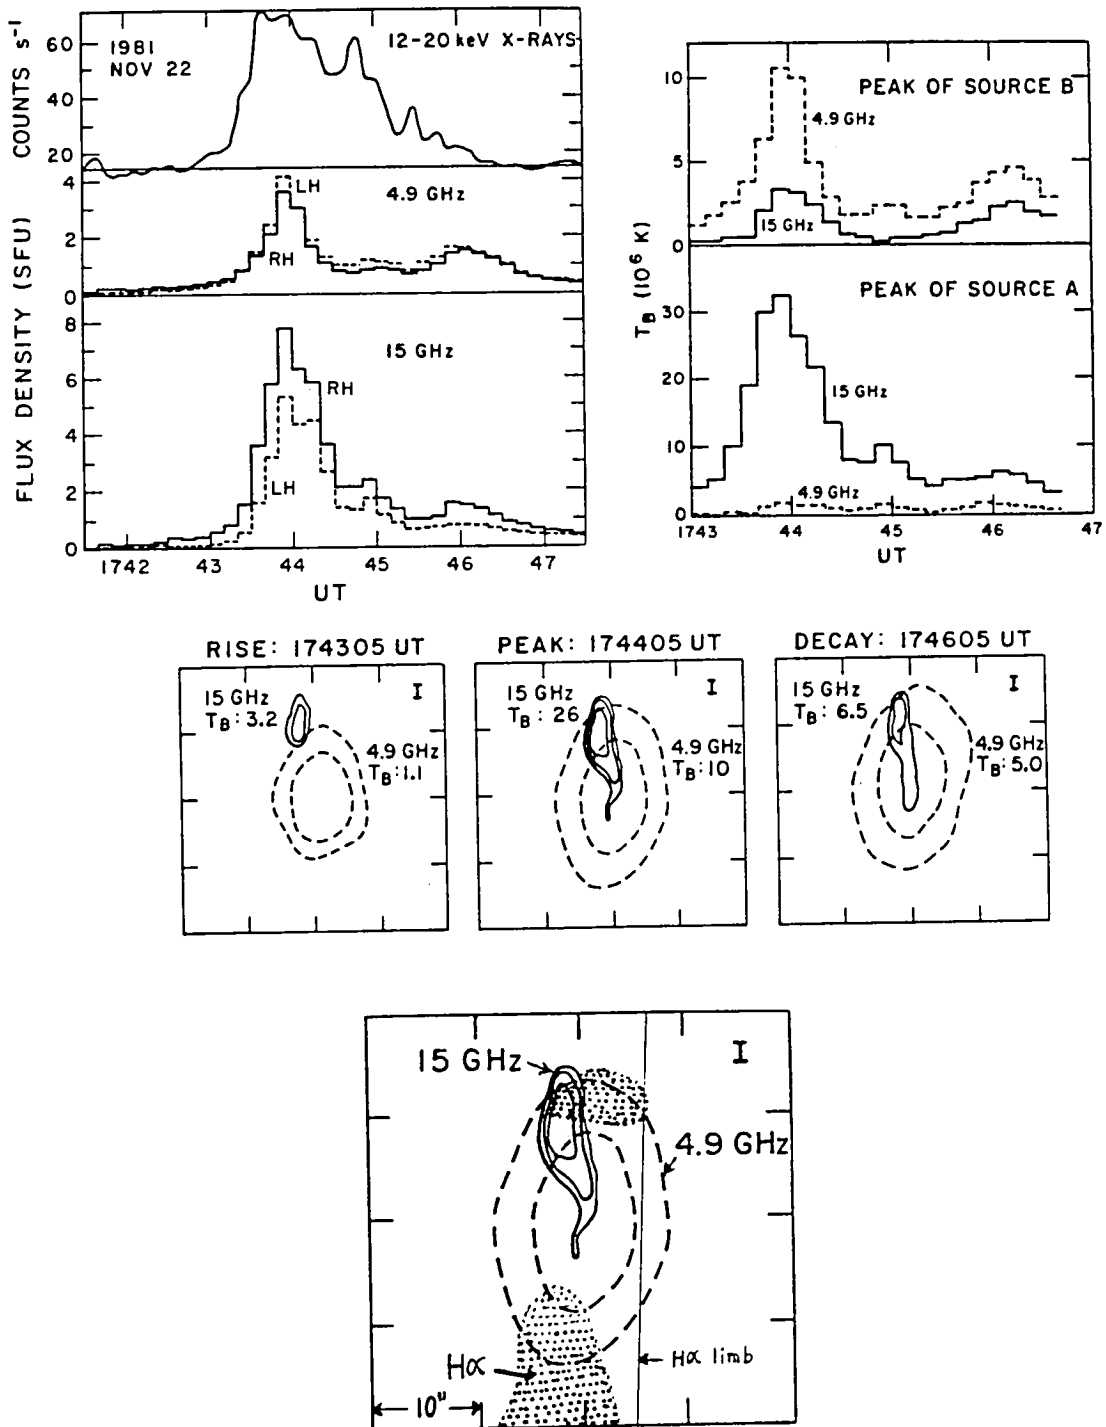 COUNTS s⁻¹
60
40
20
1981
NOV 22
12-20 keV X-RAYS
FLUX DENSITY (SFU)
4
2
0
LH
4.9 GHz
RH
8
6
4
2
0
15 GHz
RH
LH
1742
43
44
45
46
47
UT
T_B (10⁶ K)
10
5
0
PEAK OF SOURCE B
4.9 GHz
15 GHz
30
20
10
0
PEAK OF SOURCE A
15 GHz
4.9 GHz
1743
44
45
46
47
UT
RISE: 174305 UT
15 GHz
T_B: 3.2
I
4.9 GHz
T_B: 1.1
PEAK: 174405 UT
15 GHz
T_B: 26
I
4.9 GHz
T_B: 10
DECAY: 174605 UT
15 GHz
T_B: 6.5
I
4.9 GHz
T_B: 5.0
15 GHz
I
4.9 GHz
Hα
Hα limb
10"